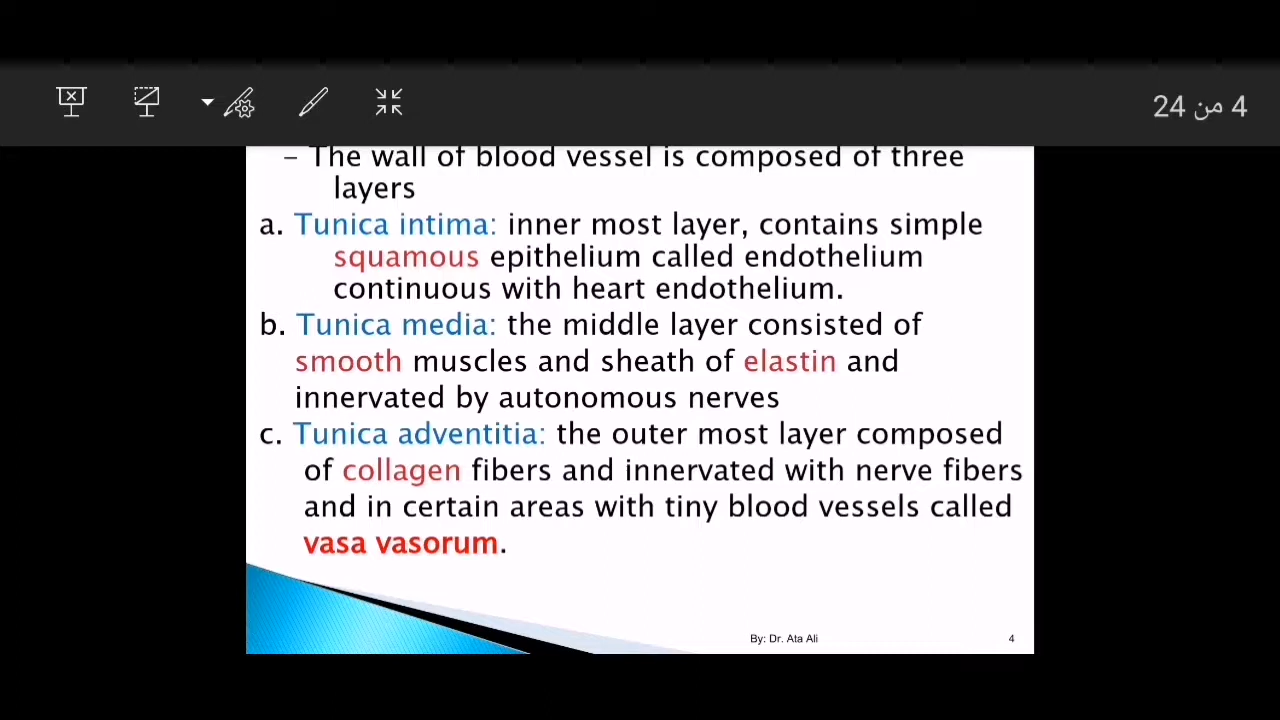 4 من 24
– The wall of blood vessel is composed of three
layers
a. Tunica intima: inner most layer, contains simple
squamous epithelium called endothelium
continuous with heart endothelium.
b. Tunica media: the middle layer consisted of
smooth muscles and sheath of elastin and
innervated by autonomous nerves
c. Tunica adventitia: the outer most layer composed
of collagen fibers and innervated with nerve fibers
and in certain areas with tiny blood vessels called
vasa vasorum.
By: Dr. Ata Ali
4